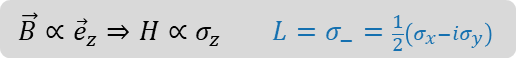 B⃗ ∝ e⃗_z ⇒ H ∝ σ_z L = σ_− = 1/2(σ_x−iσ_y)